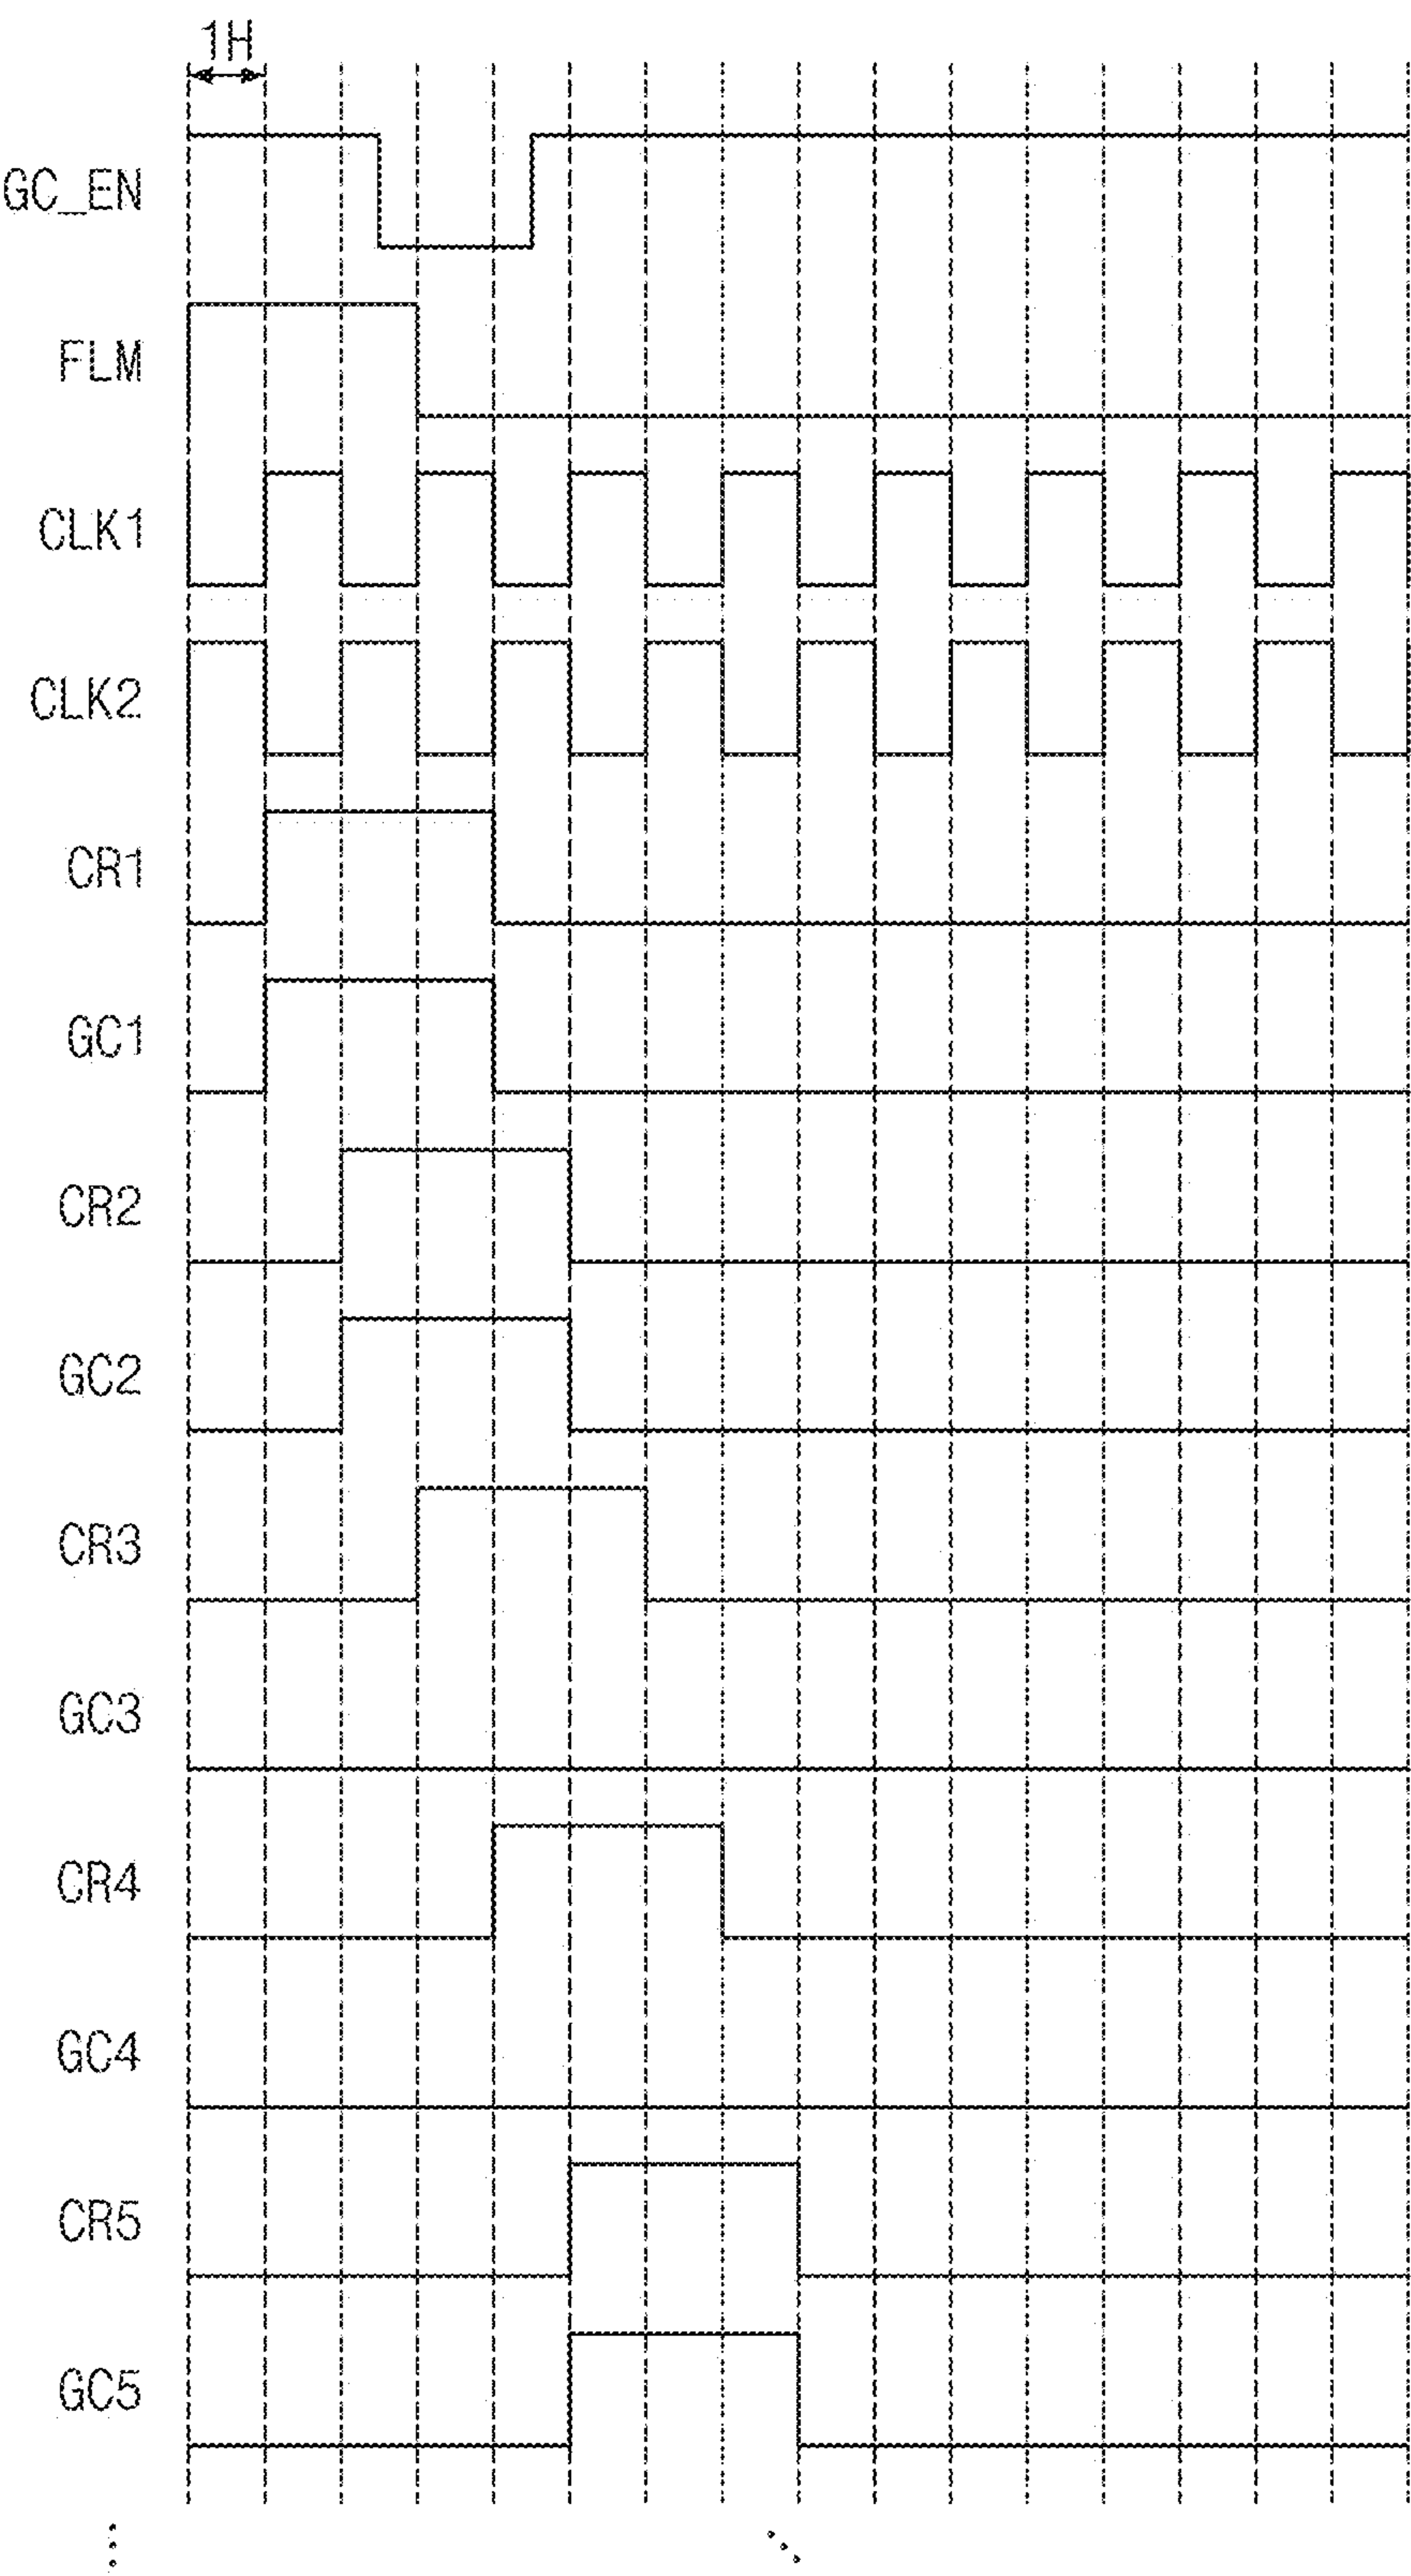 1H
GC_EN
FLM
CLK1
CLK2
CR1
GC1
CR2
GC2
CR3
GC3
CR4
GC4
CR5
GC5